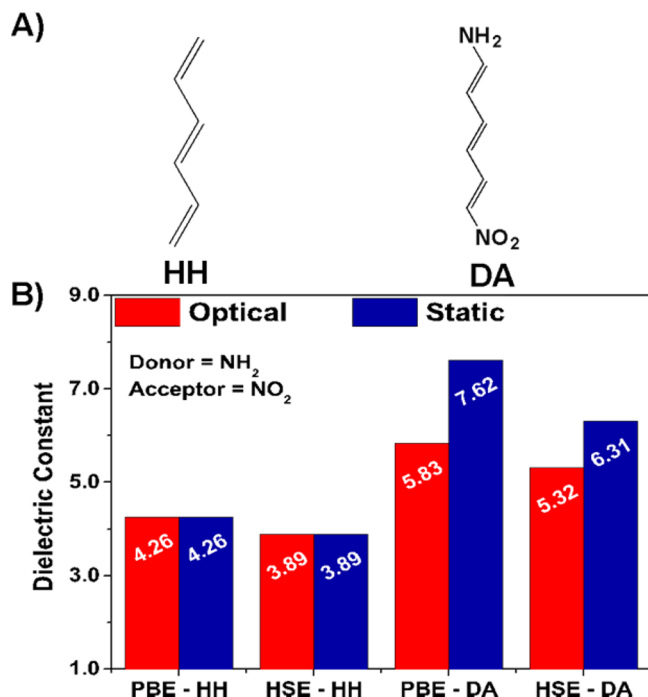 A)
NH2
NO2
HH
DA
B)
9.0
Optical
Static
Donor = NH2
Acceptor = NO2
7.0
5.0
3.0
1.0
Dielectric Constant
4.26
4.26
3.89
3.89
5.83
7.62
5.32
6.31
PBE - HH
HSE - HH
PBE - DA
HSE - DA